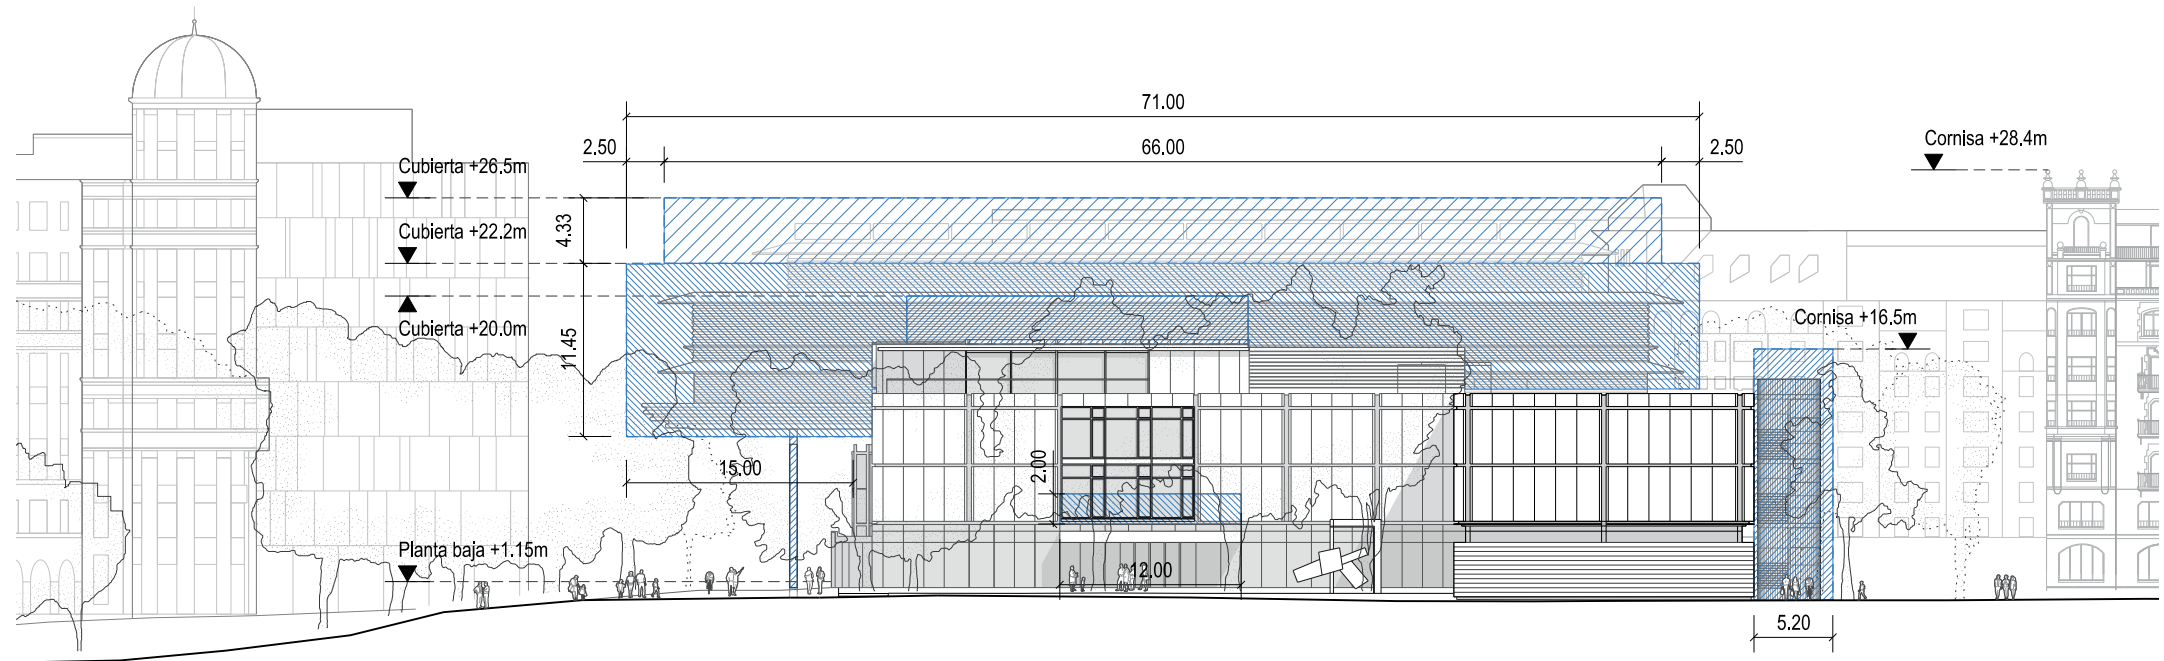 71.00
2.50
66.00
2.50
Cornisa +28.4m
Cubierta +26.5m
4.33
Cubierta +22.2m
Cubierta +20.0m
11.45
Cornisa +16.5m
15.00
2.00
Planta baja +1.15m
12.00
5.20